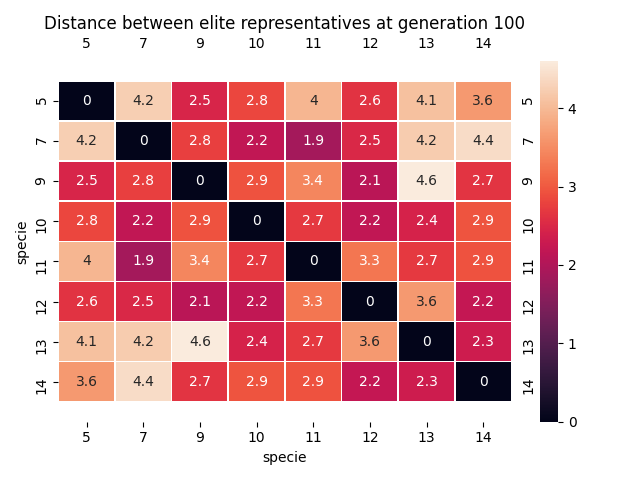 Distance between elite representatives at generation 100
5 7 9 10 11 12 13 14
5 0 4.2 2.5 2.8 4 2.6 4.1 3.6 5
7 4.2 0 2.8 2.2 1.9 2.5 4.2 4.4 7
9 2.5 2.8 0 2.9 3.4 2.1 4.6 2.7 9
10 2.8 2.2 2.9 0 2.7 2.2 2.4 2.9 10
11 4 1.9 3.4 2.7 0 3.3 2.7 2.9 11
12 2.6 2.5 2.1 2.2 3.3 0 3.6 2.2 12
13 4.1 4.2 4.6 2.4 2.7 3.6 0 2.3 13
14 3.6 4.4 2.7 2.9 2.9 2.2 2.3 0 14
5 7 9 10 11 12 13 14
specie
specie
4
3
2
1
0